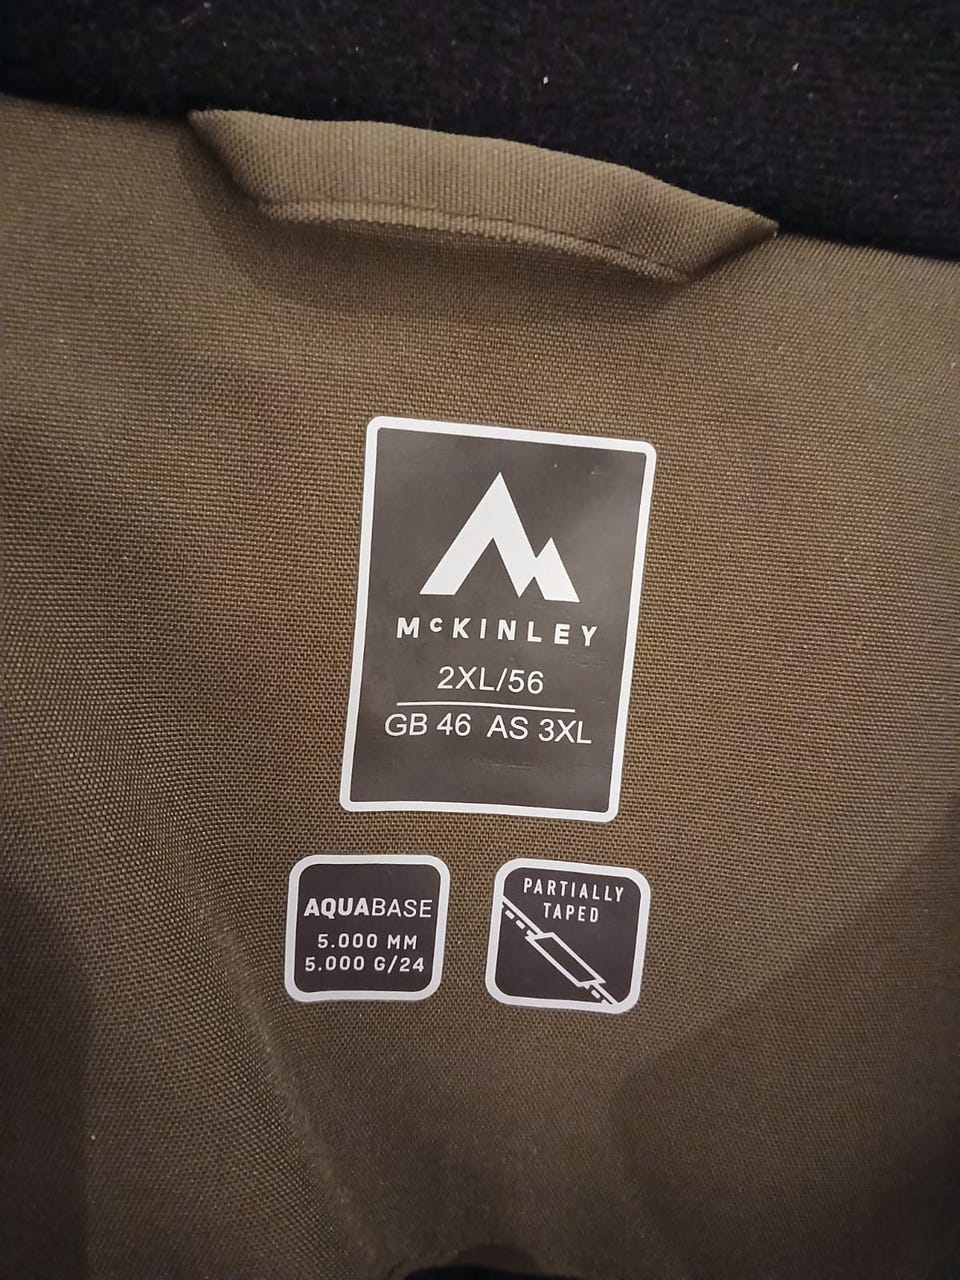 McKINLEY
2XL/56
GB 46 AS 3XL
AQUABASE
5.000 MM
5.000 G/24
PARTIALLY
TAPED